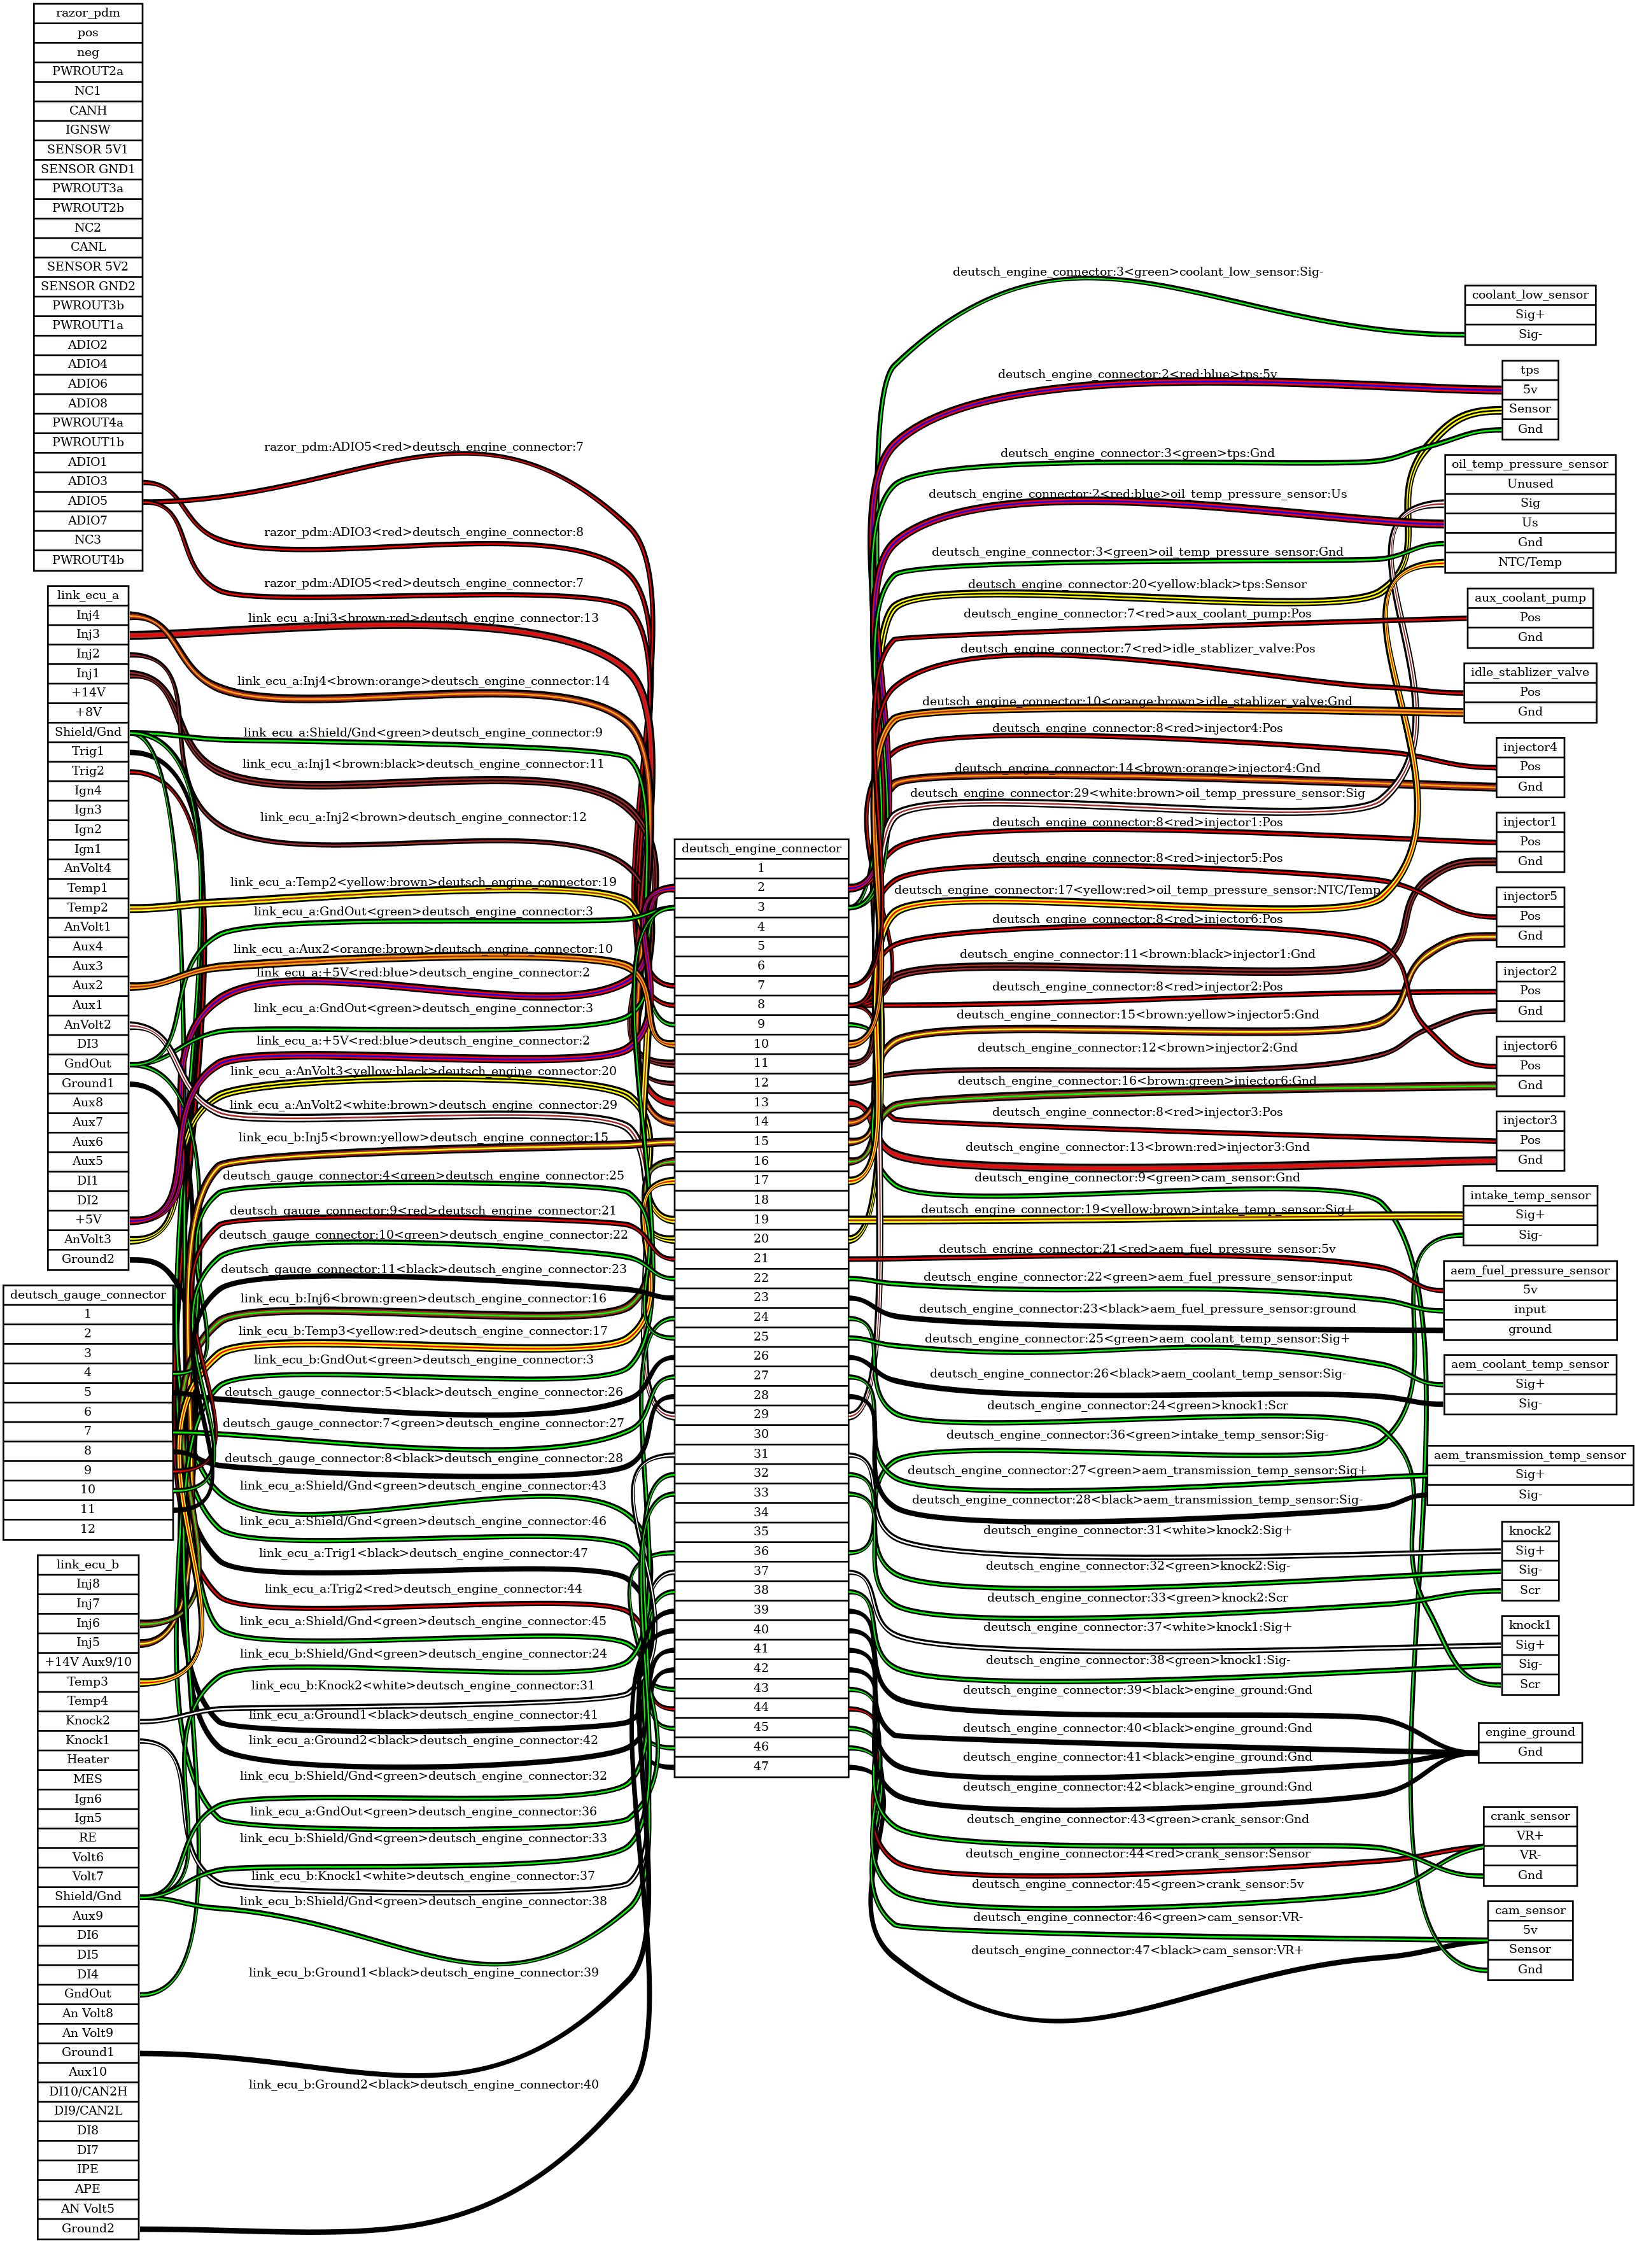 razor_pdm
pos
neg
PWROUT2a
NC1
CANH
IGNSW
SENSOR 5V1
SENSOR GND1
PWROUT3a
PWROUT2b
NC2
CANL
SENSOR 5V2
SENSOR GND2
PWROUT3b
PWROUT1a
ADIO2
ADIO4
ADIO6
ADIO8
PWROUT4a
PWROUT1b
ADIO1
ADIO3
ADIO5
ADIO7
NC3
PWROUT4b
link_ecu_a
Inj4
Inj3
Inj2
Inj1
+14V
+8V
Shield/Gnd
Trig1
Trig2
Ign4
Ign3
Ign2
Ign1
AnVolt4
Temp1
Temp2
AnVolt1
Aux4
Aux3
Aux2
Aux1
AnVolt2
DI3
GndOut
Ground1
Aux8
Aux7
Aux6
Aux5
DI1
DI2
+5V
AnVolt3
Ground2
deutsch_gauge_connector
1
2
3
4
5
6
7
8
9
10
11
12
link_ecu_b
Inj8
Inj7
Inj6
Inj5
+14V Aux9/10
Temp3
Temp4
Knock2
Knock1
Heater
MES
Ign6
Ign5
RE
Volt6
Volt7
Shield/Gnd
Aux9
DI6
DI5
DI4
GndOut
An Volt8
An Volt9
Ground1
Aux10
DI10/CAN2H
DI9/CAN2L
DI8
DI7
IPE
APE
AN Volt5
Ground2
razor_pdm:ADIO5<red>deutsch_engine_connector:7
razor_pdm:ADIO3<red>deutsch_engine_connector:8
razor_pdm:ADIO5<red>deutsch_engine_connector:7
link_ecu_a:Inj3<brown:red>deutsch_engine_connector:13
link_ecu_a:Inj4<brown:orange>deutsch_engine_connector:14
link_ecu_a:Shield/Gnd<green>deutsch_engine_connector:9
link_ecu_a:Inj1<brown:black>deutsch_engine_connector:11
link_ecu_a:Inj2<brown>deutsch_engine_connector:12
link_ecu_a:Temp2<yellow:brown>deutsch_engine_connector:19
link_ecu_a:GndOut<green>deutsch_engine_connector:3
link_ecu_a:Aux2<orange:brown>deutsch_engine_connector:10
link_ecu_a:+5V<red:blue>deutsch_engine_connector:2
link_ecu_a:GndOut<green>deutsch_engine_connector:3
link_ecu_a:+5V<red:blue>deutsch_engine_connector:2
link_ecu_a:AnVolt3<yellow:black>deutsch_engine_connector:20
link_ecu_a:AnVolt2<white:brown>deutsch_engine_connector:29
link_ecu_b:Inj5<brown:yellow>deutsch_engine_connector:15
deutsch_gauge_connector:4<green>deutsch_engine_connector:25
deutsch_gauge_connector:9<red>deutsch_engine_connector:21
deutsch_gauge_connector:10<green>deutsch_engine_connector:22
deutsch_gauge_connector:11<black>deutsch_engine_connector:23
link_ecu_b:Inj6<brown:green>deutsch_engine_connector:16
link_ecu_b:Temp3<yellow:red>deutsch_engine_connector:17
link_ecu_b:GndOut<green>deutsch_engine_connector:3
deutsch_gauge_connector:5<black>deutsch_engine_connector:26
deutsch_gauge_connector:7<green>deutsch_engine_connector:27
deutsch_gauge_connector:8<black>deutsch_engine_connector:28
link_ecu_a:Shield/Gnd<green>deutsch_engine_connector:43
link_ecu_a:Shield/Gnd<green>deutsch_engine_connector:46
link_ecu_a:Trig1<black>deutsch_engine_connector:47
link_ecu_a:Trig2<red>deutsch_engine_connector:44
link_ecu_a:Shield/Gnd<green>deutsch_engine_connector:45
link_ecu_b:Shield/Gnd<green>deutsch_engine_connector:24
link_ecu_b:Knock2<white>deutsch_engine_connector:31
link_ecu_a:Ground1<black>deutsch_engine_connector:41
link_ecu_a:Ground2<black>deutsch_engine_connector:42
link_ecu_b:Shield/Gnd<green>deutsch_engine_connector:32
link_ecu_a:GndOut<green>deutsch_engine_connector:36
link_ecu_b:Shield/Gnd<green>deutsch_engine_connector:33
link_ecu_b:Knock1<white>deutsch_engine_connector:37
link_ecu_b:Shield/Gnd<green>deutsch_engine_connector:38
link_ecu_b:Ground1<black>deutsch_engine_connector:39
link_ecu_b:Ground2<black>deutsch_engine_connector:40
deutsch_engine_connector
1
2
3
4
5
6
7
8
9
10
11
12
13
14
15
16
17
18
19
20
21
22
23
24
25
26
27
28
29
30
31
32
33
34
35
36
37
38
39
40
41
42
43
44
45
46
47
deutsch_engine_connector:3<green>coolant_low_sensor:Sig-
deutsch_engine_connector:2<red:blue>tps:5v
deutsch_engine_connector:3<green>tps:Gnd
deutsch_engine_connector:2<red:blue>oil_temp_pressure_sensor:Us
deutsch_engine_connector:3<green>oil_temp_pressure_sensor:Gnd
deutsch_engine_connector:20<yellow:black>tps:Sensor
deutsch_engine_connector:7<red>aux_coolant_pump:Pos
deutsch_engine_connector:7<red>idle_stablizer_valve:Pos
deutsch_engine_connector:10<orange:brown>idle_stablizer_valve:Gnd
deutsch_engine_connector:8<red>injector4:Pos
deutsch_engine_connector:14<brown:orange>injector4:Gnd
deutsch_engine_connector:29<white:brown>oil_temp_pressure_sensor:Sig
deutsch_engine_connector:8<red>injector1:Pos
deutsch_engine_connector:8<red>injector5:Pos
deutsch_engine_connector:17<yellow:red>oil_temp_pressure_sensor:NTC/Temp
deutsch_engine_connector:8<red>injector6:Pos
deutsch_engine_connector:11<brown:black>injector1:Gnd
deutsch_engine_connector:8<red>injector2:Pos
deutsch_engine_connector:15<brown:yellow>injector5:Gnd
deutsch_engine_connector:12<brown>injector2:Gnd
deutsch_engine_connector:16<brown:green>injector6:Gnd
deutsch_engine_connector:8<red>injector3:Pos
deutsch_engine_connector:13<brown:red>injector3:Gnd
deutsch_engine_connector:9<green>cam_sensor:Gnd
deutsch_engine_connector:19<yellow:brown>intake_temp_sensor:Sig+
deutsch_engine_connector:21<red>aem_fuel_pressure_sensor:5v
deutsch_engine_connector:22<green>aem_fuel_pressure_sensor:input
deutsch_engine_connector:23<black>aem_fuel_pressure_sensor:ground
deutsch_engine_connector:25<green>aem_coolant_temp_sensor:Sig+
deutsch_engine_connector:26<black>aem_coolant_temp_sensor:Sig-
deutsch_engine_connector:24<green>knock1:Scr
deutsch_engine_connector:36<green>intake_temp_sensor:Sig-
deutsch_engine_connector:27<green>aem_transmission_temp_sensor:Sig+
deutsch_engine_connector:28<black>aem_transmission_temp_sensor:Sig-
deutsch_engine_connector:31<white>knock2:Sig+
deutsch_engine_connector:32<green>knock2:Sig-
deutsch_engine_connector:33<green>knock2:Scr
deutsch_engine_connector:37<white>knock1:Sig+
deutsch_engine_connector:38<green>knock1:Sig-
deutsch_engine_connector:39<black>engine_ground:Gnd
deutsch_engine_connector:40<black>engine_ground:Gnd
deutsch_engine_connector:41<black>engine_ground:Gnd
deutsch_engine_connector:42<black>engine_ground:Gnd
deutsch_engine_connector:43<green>crank_sensor:Gnd
deutsch_engine_connector:44<red>crank_sensor:Sensor
deutsch_engine_connector:45<green>crank_sensor:5v
deutsch_engine_connector:46<green>cam_sensor:VR-
deutsch_engine_connector:47<black>cam_sensor:VR+
coolant_low_sensor
Sig+
Sig-
tps
5v
Sensor
Gnd
oil_temp_pressure_sensor
Unused
Sig
Us
Gnd
NTC/Temp
aux_coolant_pump
Pos
Gnd
idle_stablizer_valve
Pos
Gnd
injector4
Pos
Gnd
injector1
Pos
Gnd
injector5
Pos
Gnd
injector2
Pos
Gnd
injector6
Pos
Gnd
injector3
Pos
Gnd
intake_temp_sensor
Sig+
Sig-
aem_fuel_pressure_sensor
5v
input
ground
aem_coolant_temp_sensor
Sig+
Sig-
aem_transmission_temp_sensor
Sig+
Sig-
knock2
Sig+
Sig-
Scr
knock1
Sig+
Sig-
Scr
engine_ground
Gnd
crank_sensor
VR+
VR-
Gnd
cam_sensor
5v
Sensor
Gnd